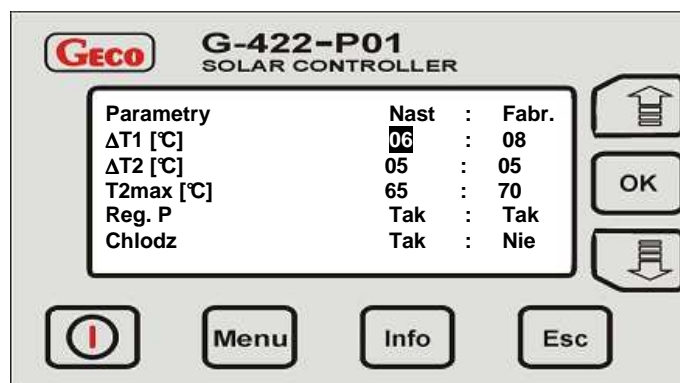 GECO
G-422-P01
SOLAR CONTROLLER
Parametry Nast : Fabr.
ΔT1 [°C] 06 : 08
ΔT2 [°C] 05 : 05
T2max [°C] 65 : 70
Reg. P Tak : Tak
Chlodz Tak : Nie
OK
Menu Info Esc